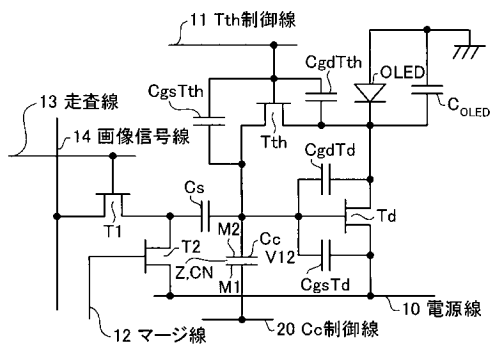 11 Tth制御線
CgdTth
OLED
CgsTth
COLED
13 走査線
14 画像信号線
Tth
CgdTd
Cs
Td
T1
T2
M2
Cc
V12
Z,CN
M1
CgsTd
10 電源線
12 マージ線
20 Cc制御線